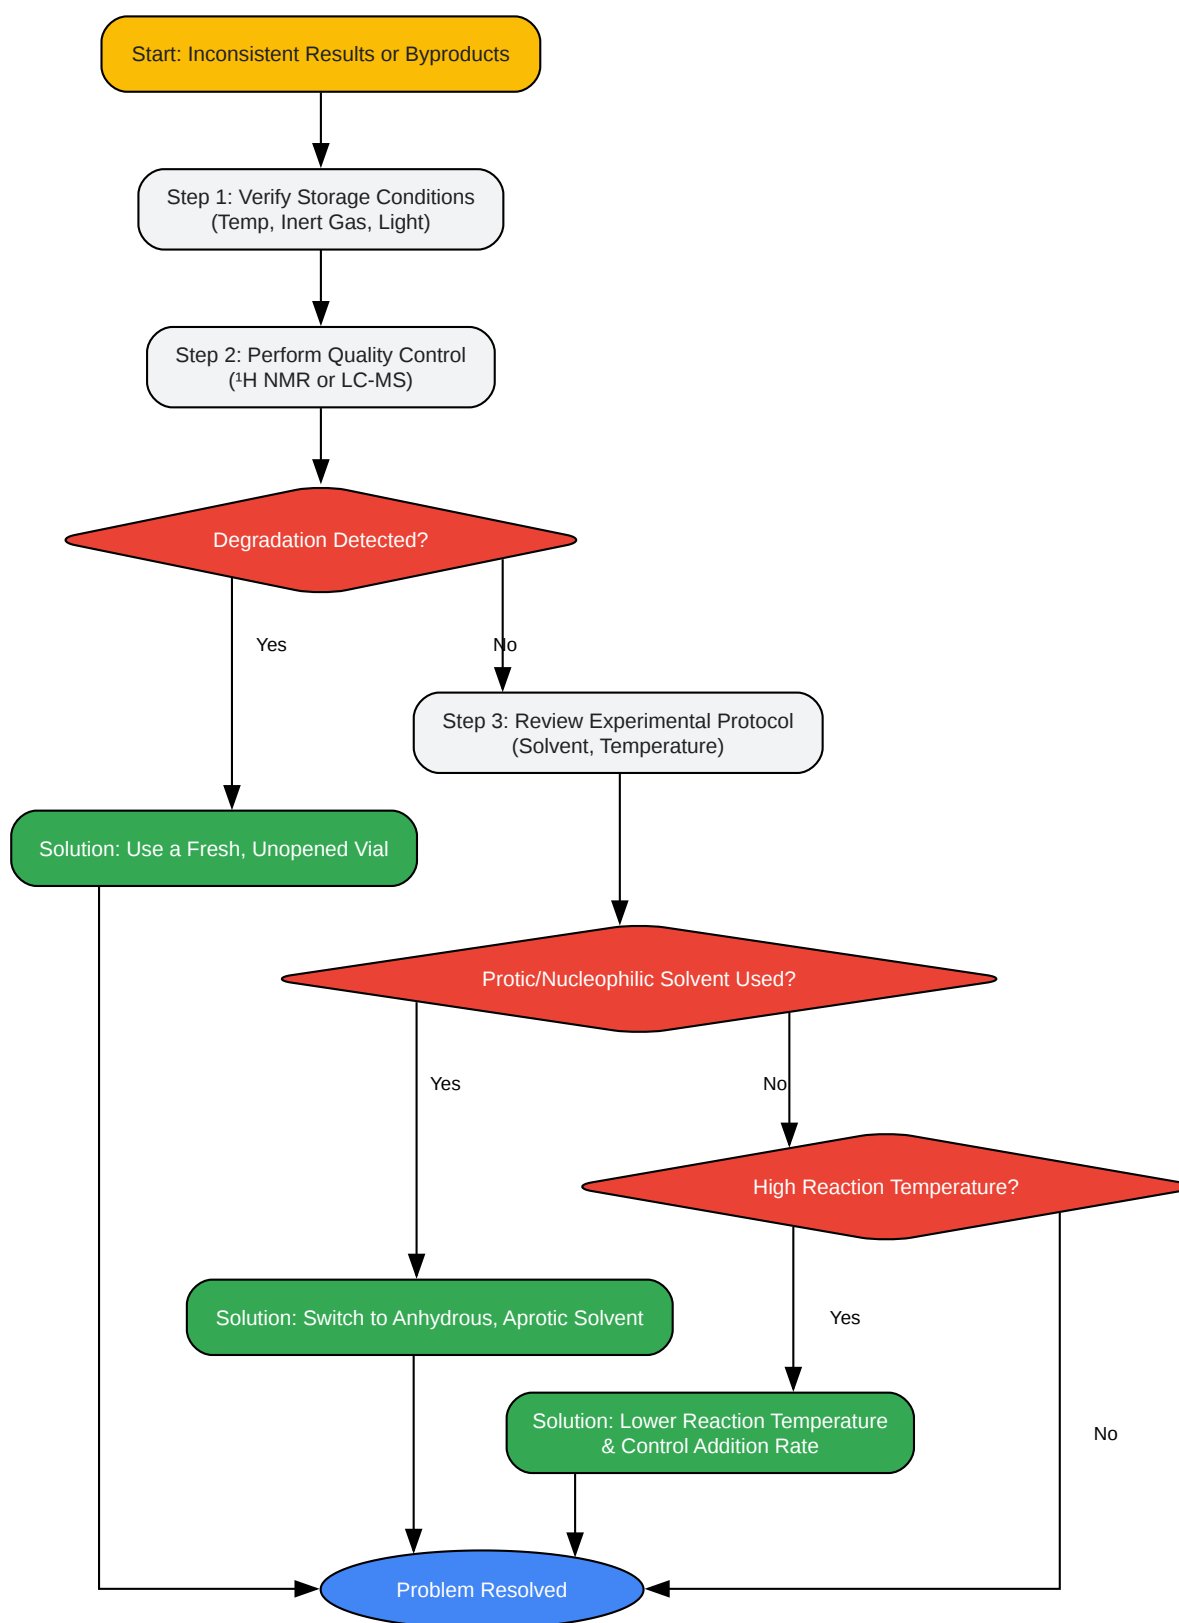 Start: Inconsistent Results or Byproducts
Step 1: Verify Storage Conditions
(Temp, Inert Gas, Light)
Step 2: Perform Quality Control
(¹H NMR or LC-MS)
Degradation Detected?
Yes
No
Step 3: Review Experimental Protocol
(Solvent, Temperature)
Solution: Use a Fresh, Unopened Vial
Protic/Nucleophilic Solvent Used?
Yes
No
High Reaction Temperature?
Solution: Switch to Anhydrous, Aprotic Solvent
Yes
Solution: Lower Reaction Temperature
& Control Addition Rate
No
Problem Resolved